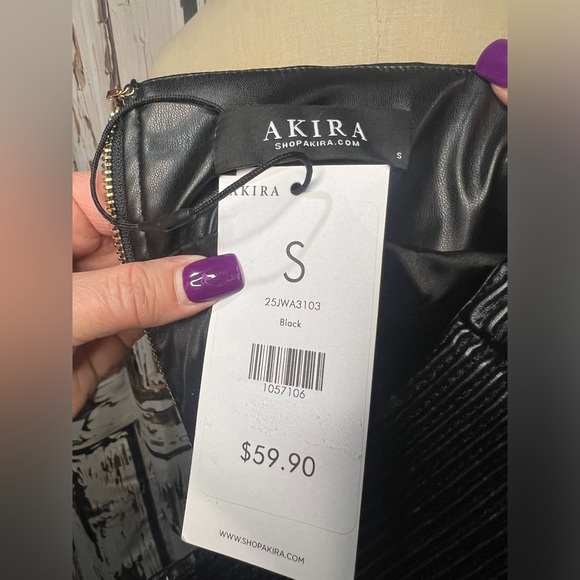 AKIRA
SHOPAKIRA.COM
S
AKIRA
S
25JWA3103
Black
1057106
$59.90
WWW.SHOPAKIRA.COM